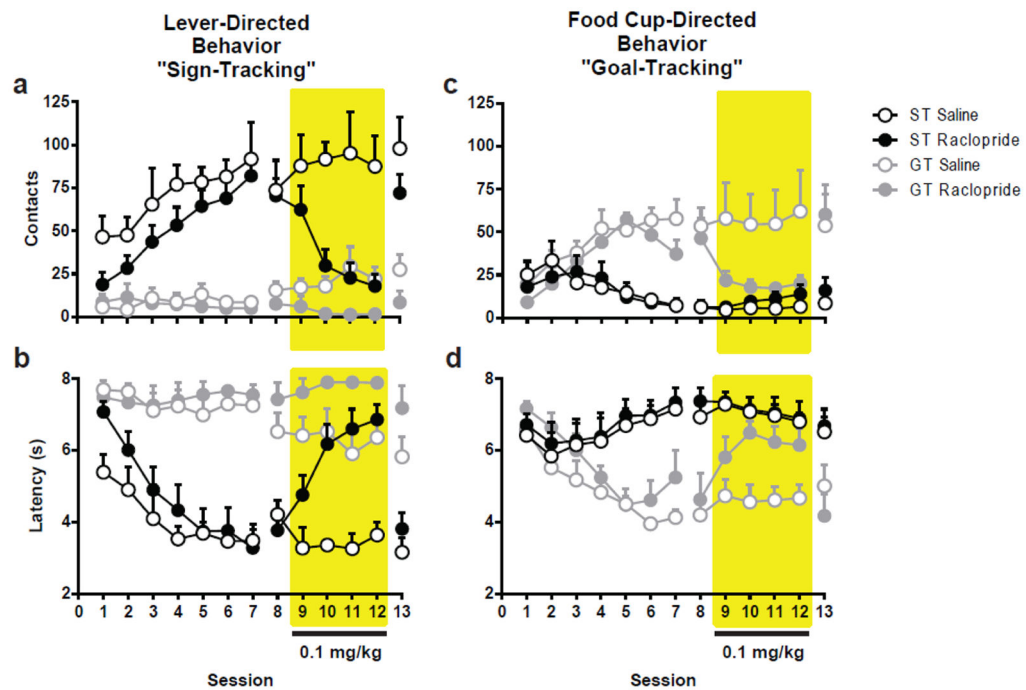 Lever-Directed
Behavior
"Sign-Tracking"
Food Cup-Directed
Behavior
"Goal-Tracking"
a
c
125
100
75
50
25
0
Contacts
125
100
75
50
25
0
ST Saline
ST Raclopride
GT Saline
GT Raclopride
b
d
8
6
4
2
Latency (s)
8
6
4
2
0 1 2 3 4 5 6 7 8 9 10 11 12 13
0 1 2 3 4 5 6 7 8 9 10 11 12 13
0.1 mg/kg
0.1 mg/kg
Session
Session